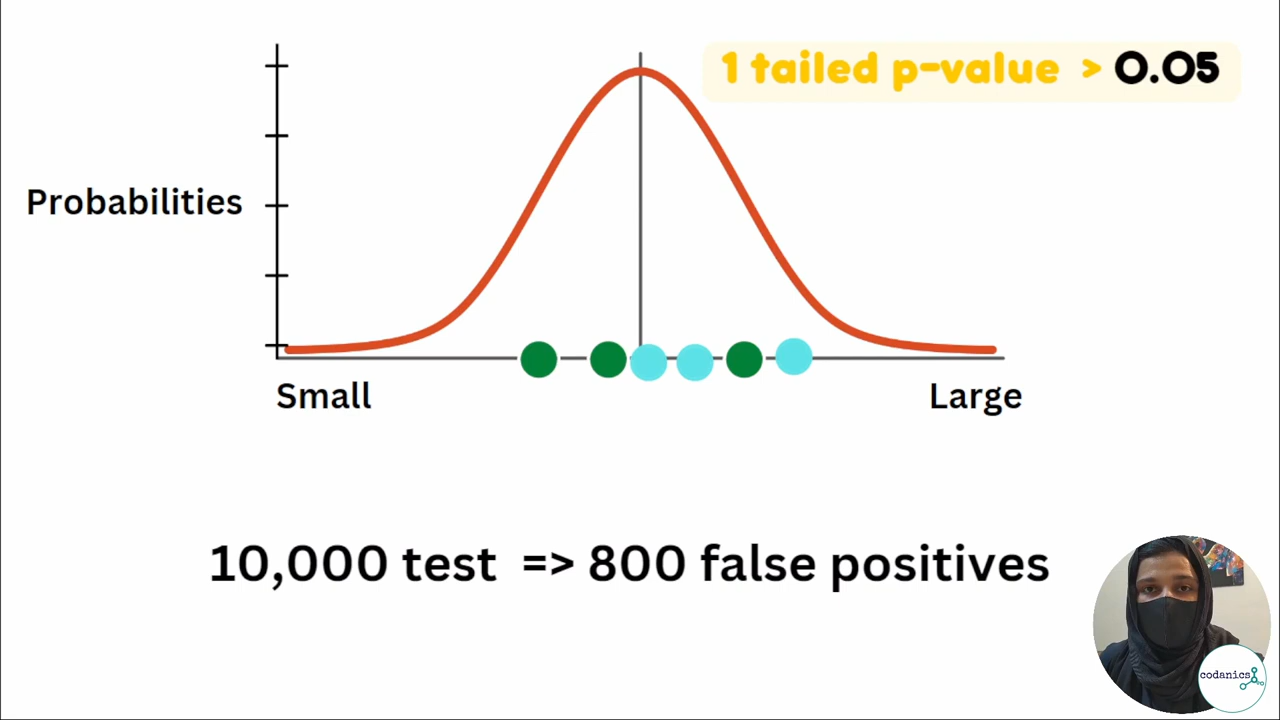 1 tailed p-value > 0.05
Probabilities
Small
Large
10,000 test => 800 false positives
codanics